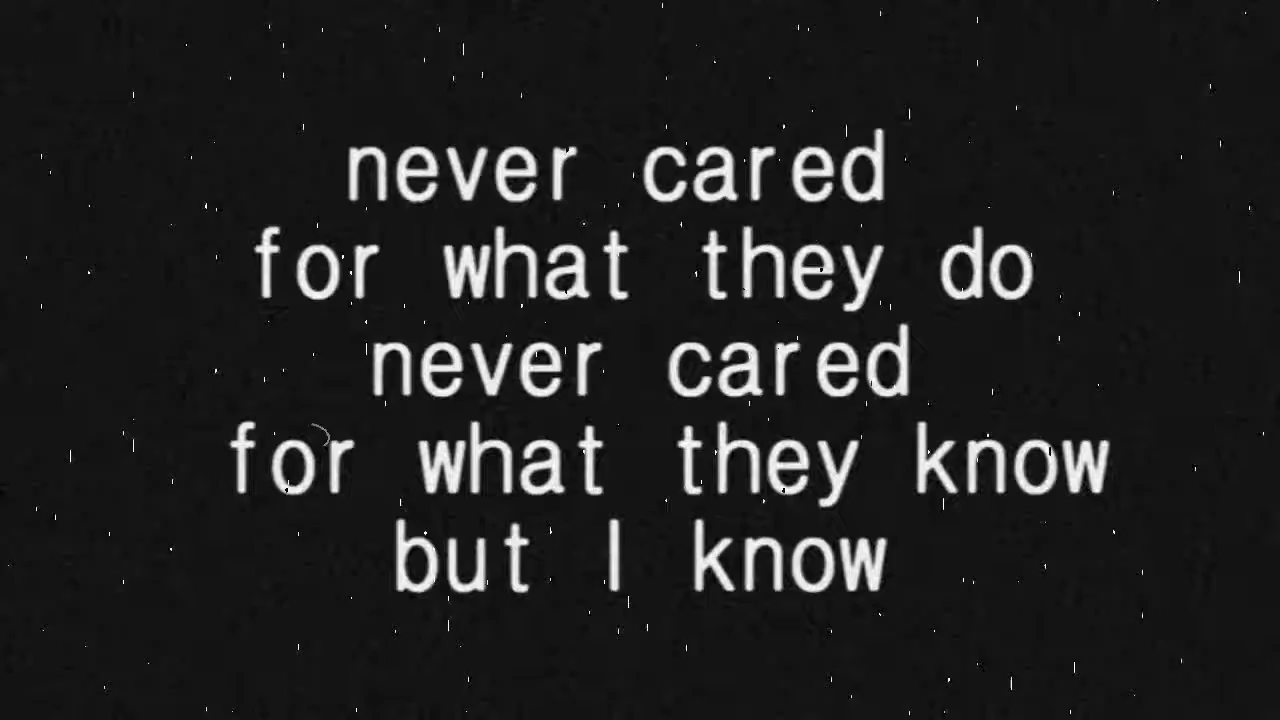 never cared
for what they do
never cared
for what they know
but I know